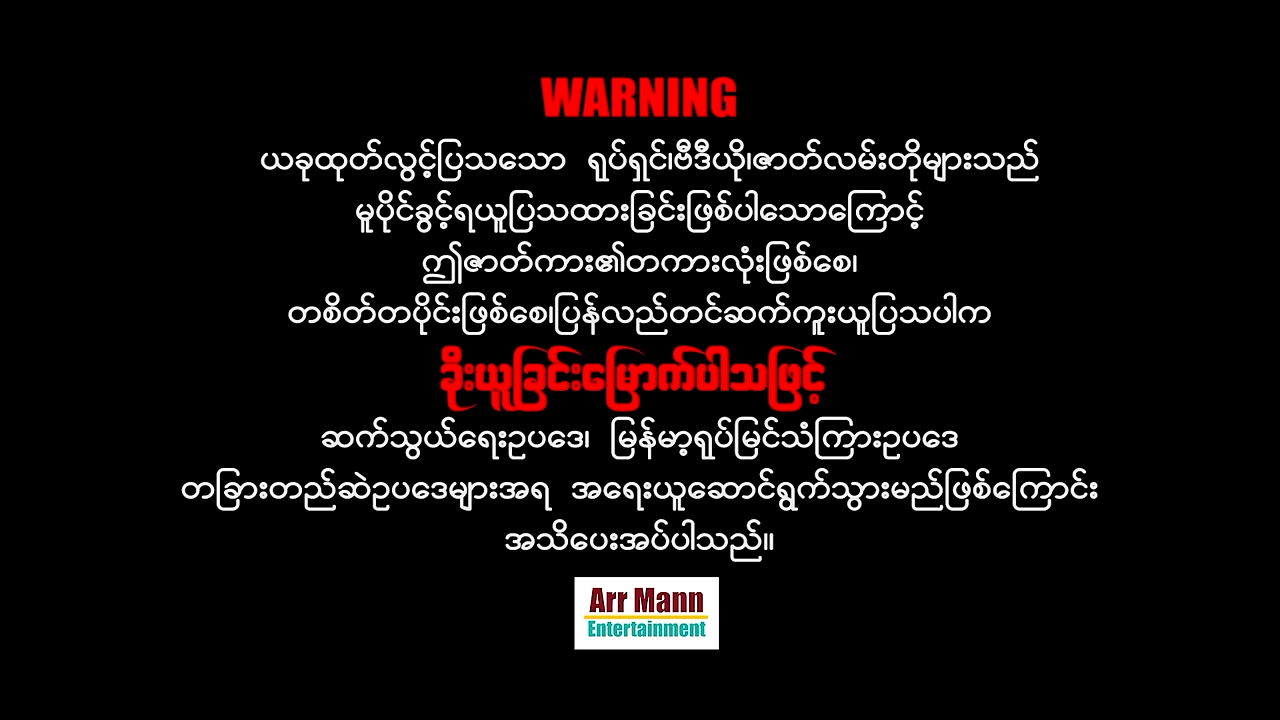 WARNING
ယခုထုတ်လွှင့်ပြသသော ရုပ်ရှင်၊ဗီဒီယို၊ဇာတ်လမ်းတိုများသည်
မူပိုင်ခွင့်ရယူပြသထားခြင်းဖြစ်ပါသောကြောင့်
ဤဇာတ်ကား၏တကားလုံးဖြစ်စေ၊
တစိတ်တပိုင်းဖြစ်စေ၊ပြန်လည်တင်ဆက်ကူးယူပြသပါက
ခိုးယူခြင်းမြောက်ပါသဖြင့်
ဆက်သွယ်ရေးဥပဒေ၊ မြန်မာ့ရုပ်မြင်သံကြားဥပဒေ
တခြားတည်ဆဲဥပဒေများအရ အရေးယူဆောင်ရွက်သွားမည်ဖြစ်ကြောင်း
အသိပေးအပ်ပါသည်။
Arr Mann
Entertainment